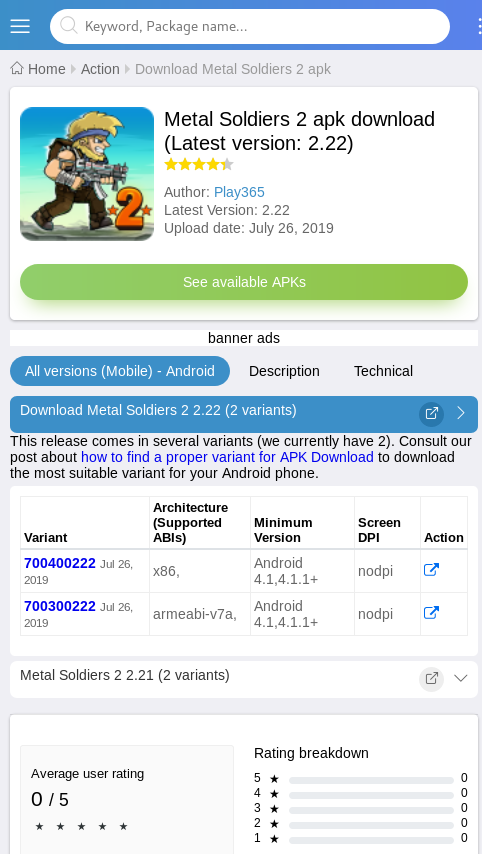 Keyword, Package name...
Home Action Download Metal Soldiers 2 apk
Metal Soldiers 2 apk download
(Latest version: 2.22)
2
Author: Play365
Latest Version: 2.22
Upload date: July 26, 2019
See available APKs
banner ads
All versions (Mobile) - Android Description Technical
Download Metal Soldiers 2 2.22 (2 variants)
This release comes in several variants (we currently have 2). Consult our
post about how to find a proper variant for APK Download to download
the most suitable variant for your Android phone.
Variant Architecture (Supported ABIs) Minimum Version Screen DPI Action
700400222 Jul 26, 2019 x86, Android 4.1,4.1.1+ nodpi
700300222 Jul 26, 2019 armeabi-v7a, Android 4.1,4.1.1+ nodpi
Metal Soldiers 2 2.21 (2 variants)
Average user rating
0 / 5
★ ★ ★ ★ ★
Rating breakdown
5 ★ 0
4 ★ 0
3 ★ 0
2 ★ 0
1 ★ 0